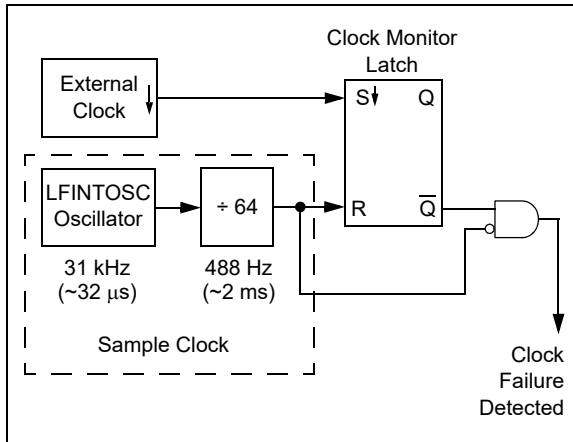 Clock Monitor
Latch
External
Clock
S
Q
LFINTOSC
Oscillator
÷ 64
R
Q̅
31 kHz
(~32 μs)
488 Hz
(~2 ms)
Sample Clock
Clock
Failure
Detected